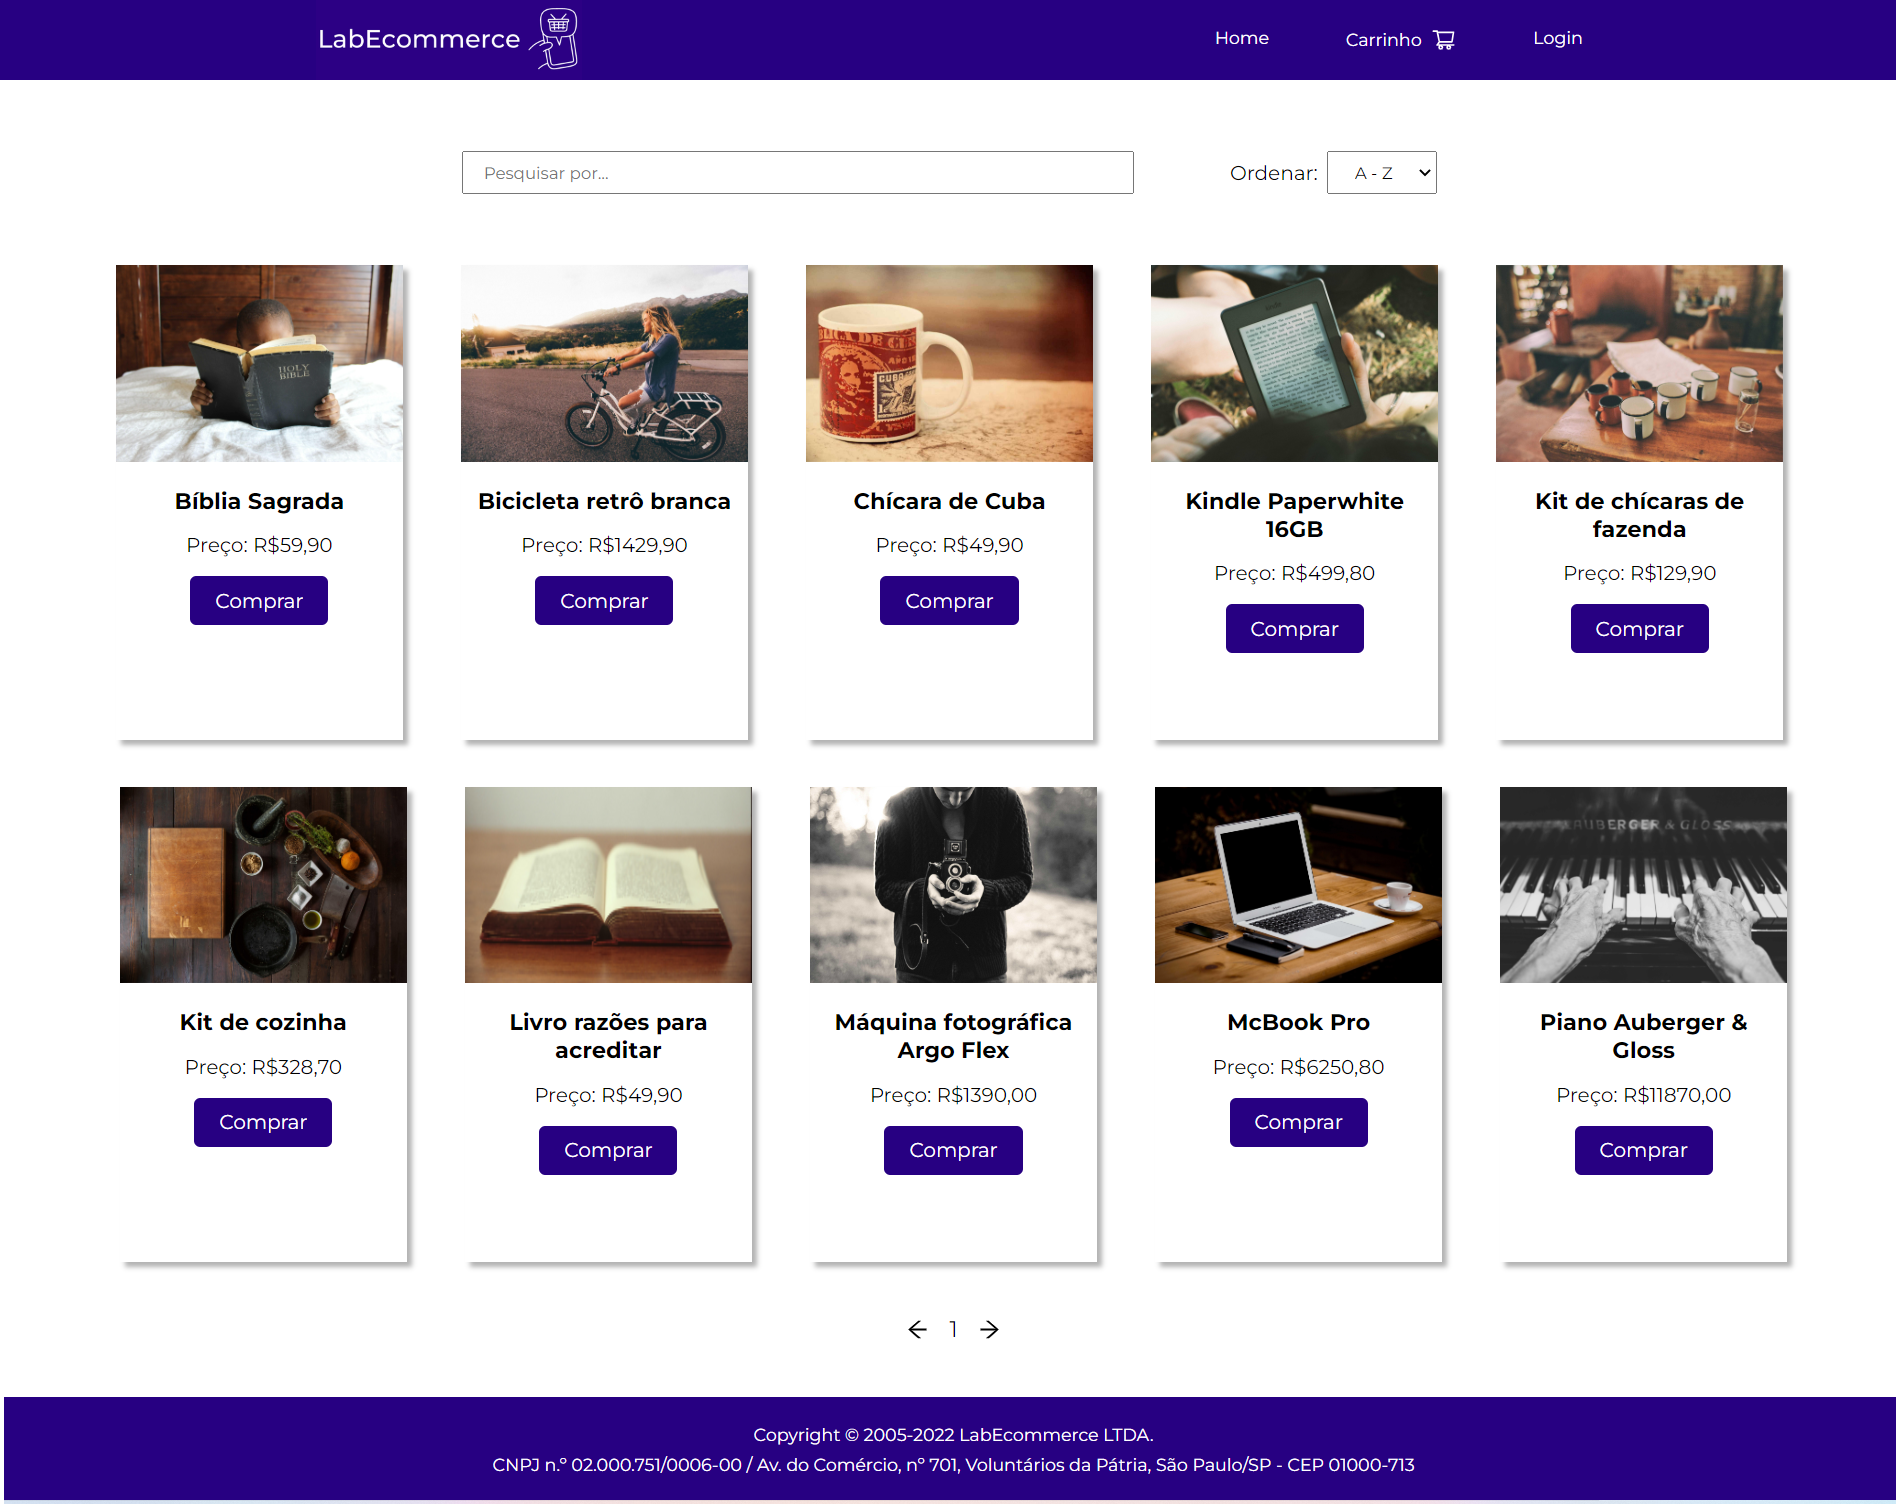 LabEcommerce
Home
Carrinho
Login
Pesquisar por...
Ordenar:
A - Z
HOLY
BIBLE
CUBA
Bíblia Sagrada
Preço: R$59,90
Comprar
Bicicleta retrô branca
Preço: R$1429,90
Comprar
Chícara de Cuba
Preço: R$49,90
Comprar
Kindle Paperwhite
16GB
Preço: R$499,80
Comprar
Kit de chícaras de
fazenda
Preço: R$129,90
Comprar
Kit de cozinha
Preço: R$328,70
Comprar
Livro razões para
acreditar
Preço: R$49,90
Comprar
Máquina fotográfica
Argo Flex
Preço: R$1390,00
Comprar
McBook Pro
Preço: R$6250,80
Comprar
& GLOSS
Piano Auberger &
Gloss
Preço: R$11870,00
Comprar
1
Copyright © 2005-2022 LabEcommerce LTDA.
CNPJ n.º 02.000.751/0006-00 / Av. do Comércio, nº 701, Voluntários da Pátria, São Paulo/SP - CEP 01000-713